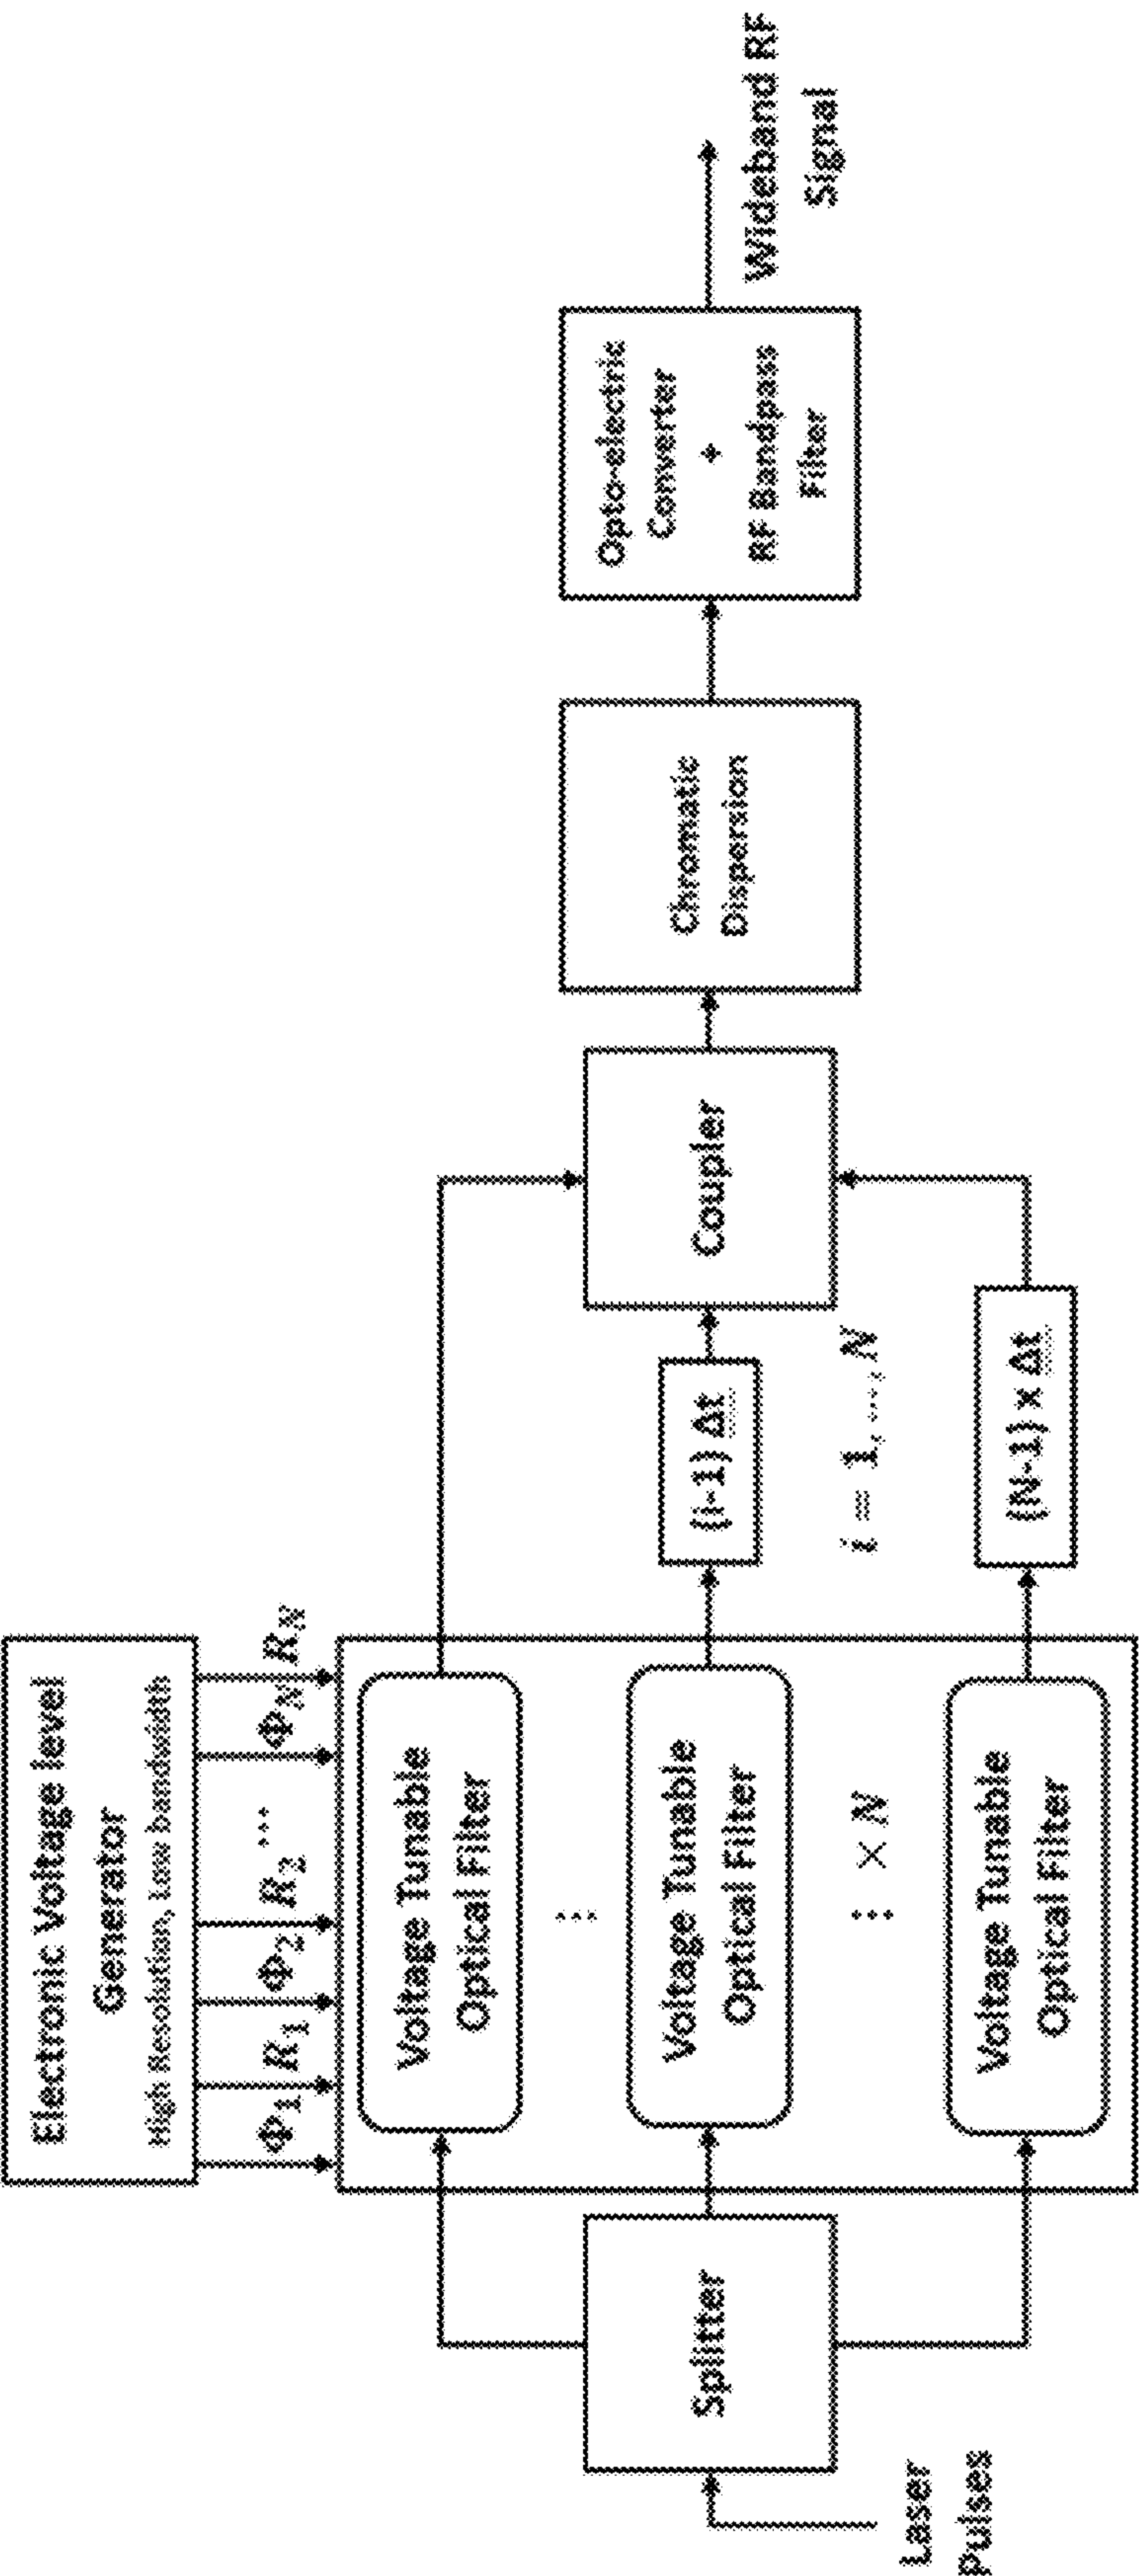 Electronic Voltage level
Generator
High Resolution, Low bandwidth
Φ₁ R₁ Φ₂ R₂ ... Φ_N R_N
Laser
Pulses
Splitter
Voltage Tunable
Optical Filter
...
Voltage Tunable
Optical Filter
⋮ × N
Voltage Tunable
Optical Filter
(i-1) Δt
i = 1, ..., N
(N-1) x Δt
Coupler
Chromatic
Dispersion
Opto-electric
Converter
+
RF Bandpass
Filter
Wideband RF
Signal